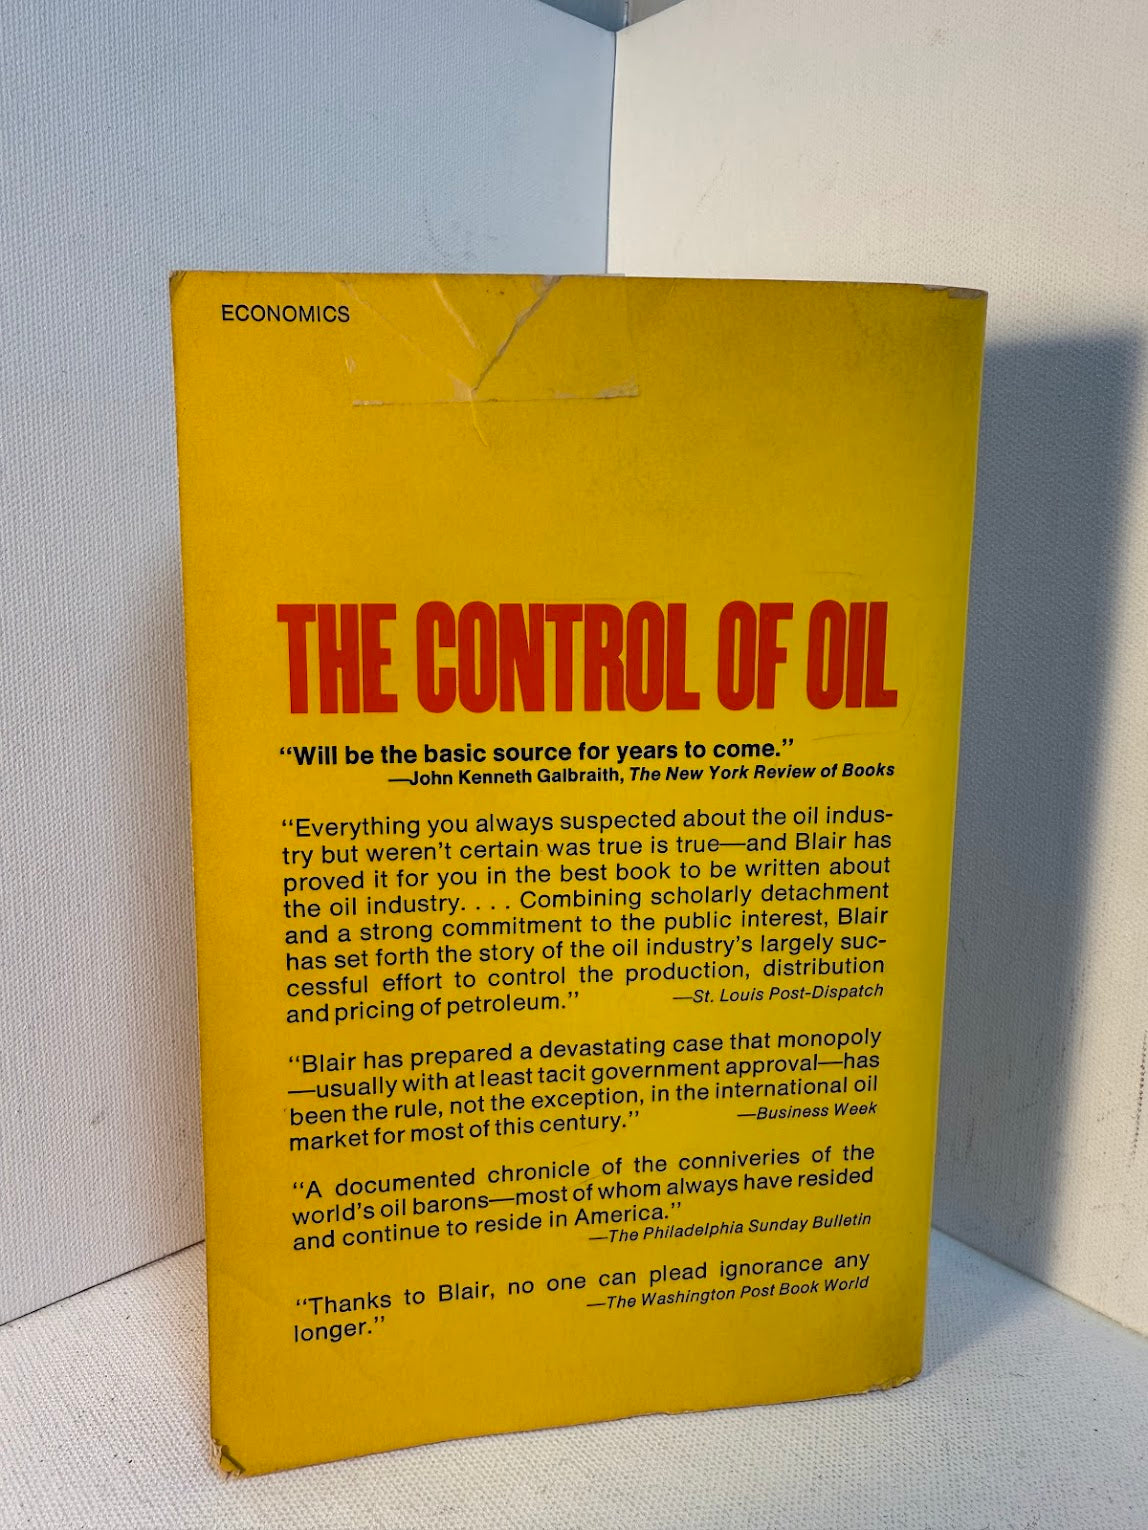 ECONOMICS
THE CONTROL OF OIL
“Will be the basic source for years to come.”
—John Kenneth Galbraith, The New York Review of Books
“Everything you always suspected about the oil indus-
try but weren’t certain was true is true—and Blair has
proved it for you in the best book to be written about
the oil industry. . . . Combining scholarly detachment
and a strong commitment to the public interest, Blair
has set forth the story of the oil industry’s largely suc-
cessful effort to control the production, distribution
and pricing of petroleum.” —St. Louis Post-Dispatch
“Blair has prepared a devastating case that monopoly
—usually with at least tacit government approval—has
been the rule, not the exception, in the international oil
market for most of this century.” —Business Week
“A documented chronicle of the conniveries of the
world’s oil barons—most of whom always have resided
and continue to reside in America.”
—The Philadelphia Sunday Bulletin
“Thanks to Blair, no one can plead ignorance any
longer.” —The Washington Post Book World